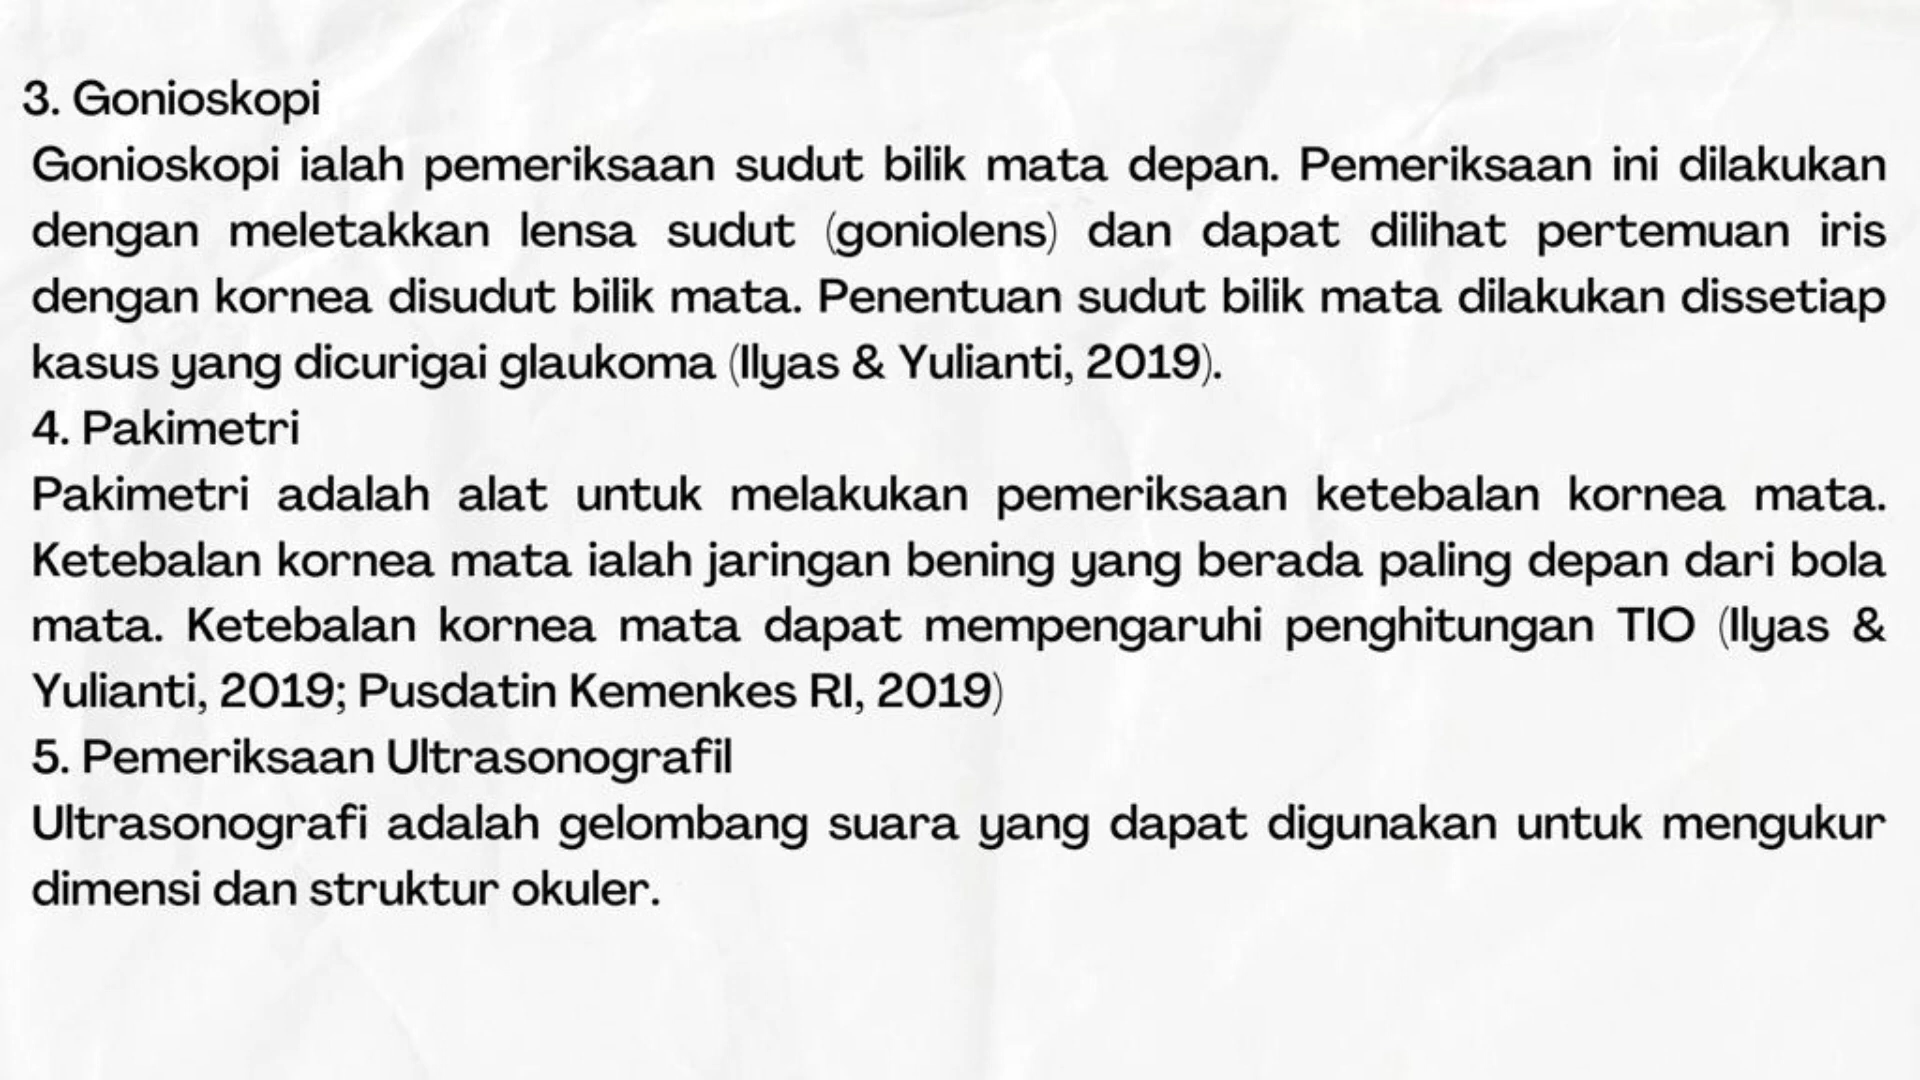 3. Gonioskopi
Gonioskopi ialah pemeriksaan sudut bilik mata depan. Pemeriksaan ini dilakukan
dengan meletakkan lensa sudut (goniolens) dan dapat dilihat pertemuan iris
dengan kornea disudut bilik mata. Penentuan sudut bilik mata dilakukan dissetiap
kasus yang dicurigai glaukoma (Ilyas & Yulianti, 2019).
4. Pakimetri
Pakimetri adalah alat untuk melakukan pemeriksaan ketebalan kornea mata.
Ketebalan kornea mata ialah jaringan bening yang berada paling depan dari bola
mata. Ketebalan kornea mata dapat mempengaruhi penghitungan TIO (Ilyas &
Yulianti, 2019; Pusdatin Kemenkes RI, 2019)
5. Pemeriksaan Ultrasonografil
Ultrasonografi adalah gelombang suara yang dapat digunakan untuk mengukur
dimensi dan struktur okuler.